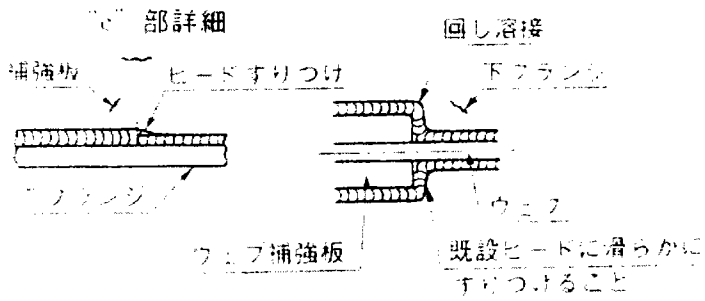 部詳細
補強板
ビードすりつけ
フランジ
回し溶接
下フランジ
ウェブ
ウェブ補強板
既設ビードに滑らかに
すりつけること